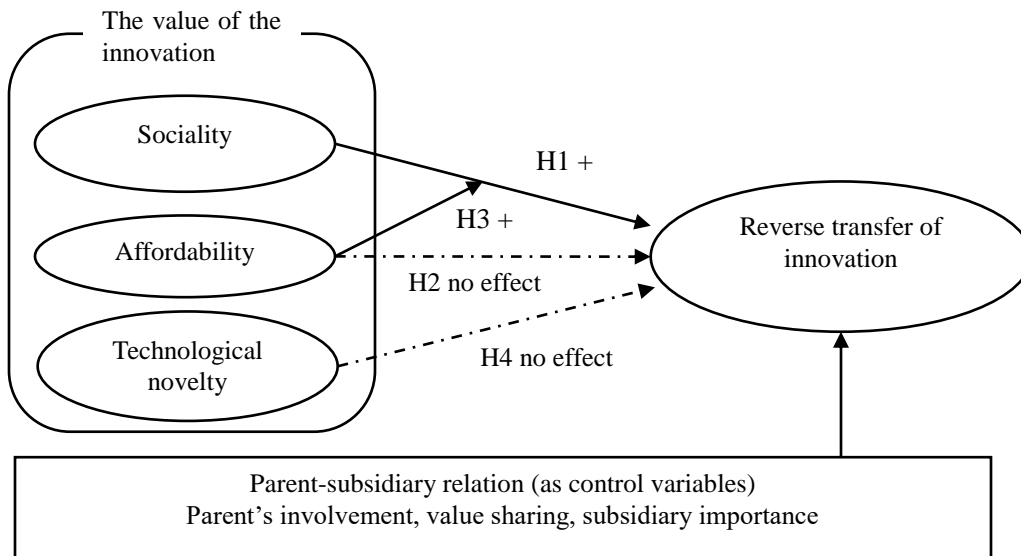 The value of the
innovation
Sociality
H1 +
H3 +
Affordability
H2 no effect
Reverse transfer of
innovation
Technological
novelty
H4 no effect
Parent-subsidiary relation (as control variables)
Parent’s involvement, value sharing, subsidiary importance